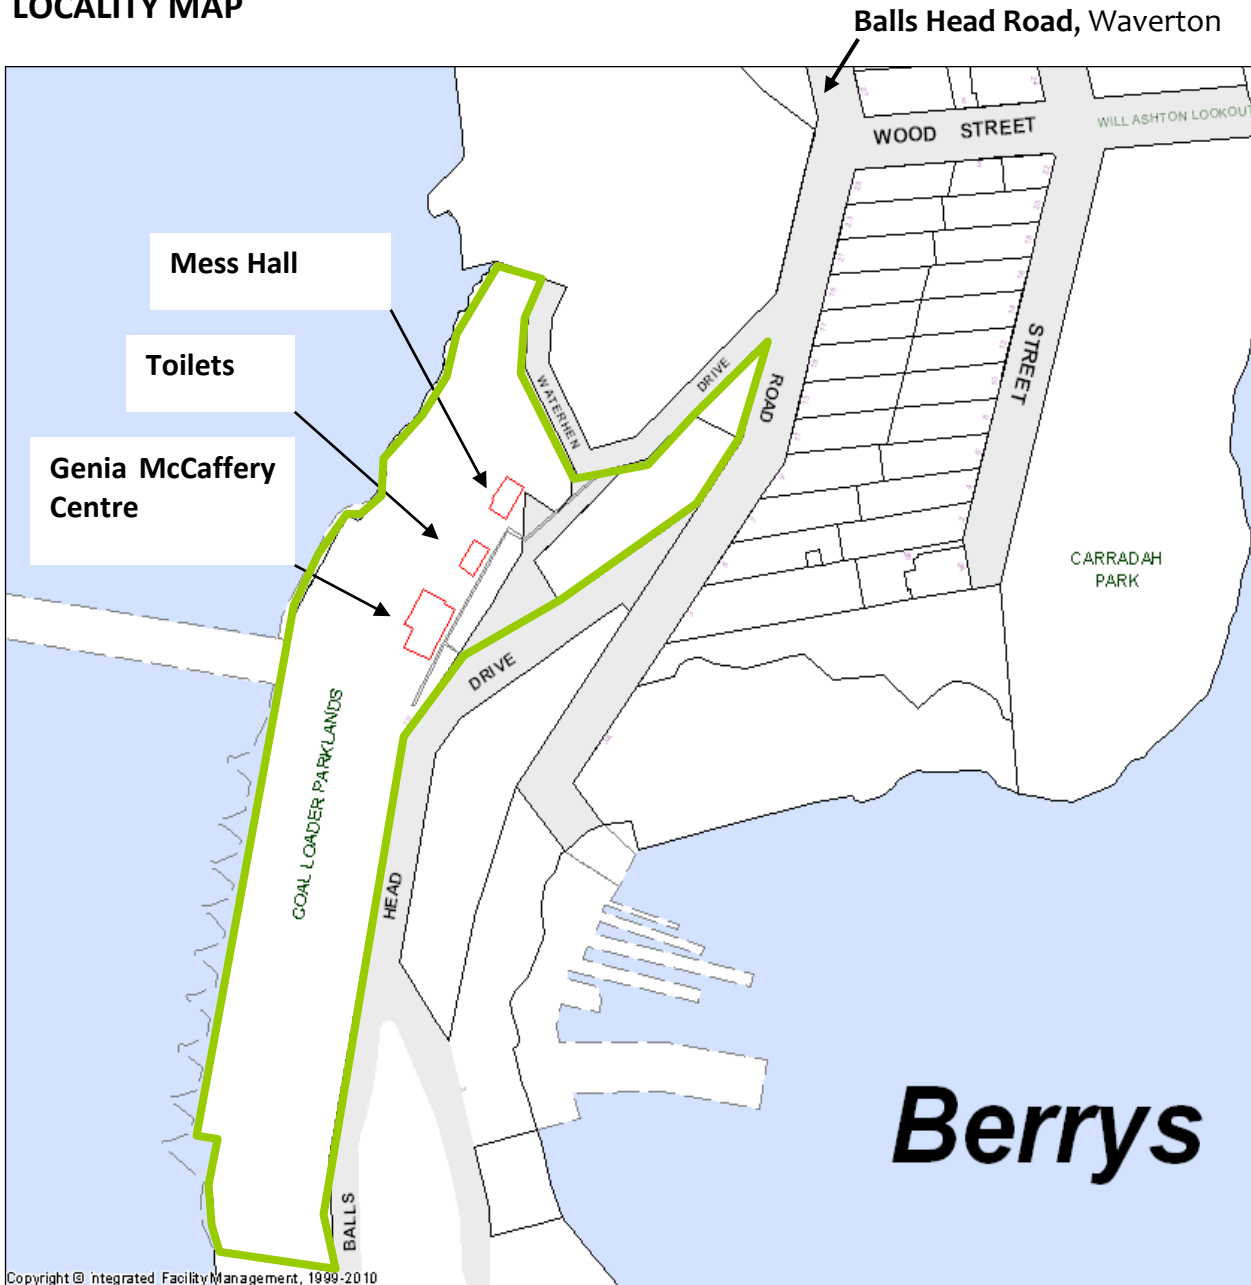 LOCALITY MAP
Balls Head Road, Waverton
WOOD STREET
WILL ASHTON LOOKOUT
Mess Hall
Toilets
Genia McCaffery
Centre
WATERHEN
DRIVE
ROAD
STREET
CARRADAH
PARK
DRIVE
COAL LOADER PARKLANDS
HEAD
BALLS
Berrys
Copyright © Integrated Facility Management, 1999-2010